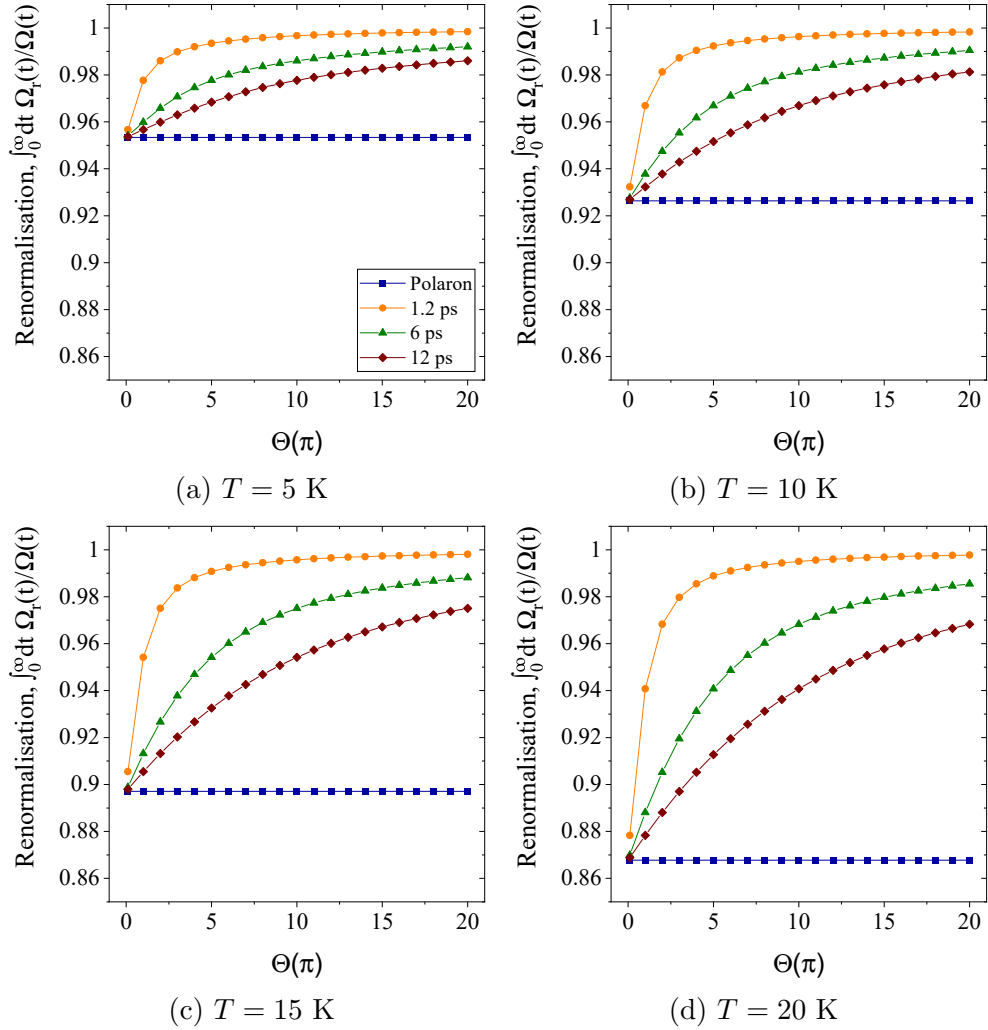 Renormalisation, ∫₀^∞dt Ωᵣ(t)/Ω(t)
1
0.98
0.96
0.94
0.92
0.9
0.88
0.86
Polaron
1.2 ps
6 ps
12 ps
0 5 10 15 20
Θ(π)
(a) T = 5 K
Renormalisation, ∫₀^∞dt Ωᵣ(t)/Ω(t)
1
0.98
0.96
0.94
0.92
0.9
0.88
0.86
0 5 10 15 20
Θ(π)
(b) T = 10 K
Renormalisation, ∫₀^∞dt Ωᵣ(t)/Ω(t)
1
0.98
0.96
0.94
0.92
0.9
0.88
0.86
0 5 10 15 20
Θ(π)
(c) T = 15 K
Renormalisation, ∫₀^∞dt Ωᵣ(t)/Ω(t)
1
0.98
0.96
0.94
0.92
0.9
0.88
0.86
0 5 10 15 20
Θ(π)
(d) T = 20 K